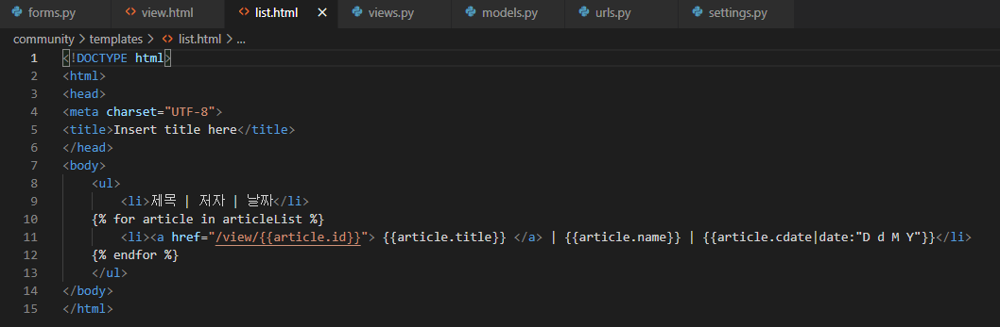 forms.py view.html list.html × views.py models.py urls.py settings.py
community > templates > list.html > ...
1 <!DOCTYPE html>
2 <html>
3 <head>
4 <meta charset="UTF-8">
5 <title>Insert title here</title>
6 </head>
7 <body>
8 <ul>
9 <li>제목 | 저자 | 날짜</li>
10 {% for article in articleList %}
11 <li><a href="/view/{{article.id}}"> {{article.title}} </a> | {{article.name}} | {{article.cdate|date:"D d M Y"}}</li>
12 {% endfor %}
13 </ul>
14 </body>
15 </html>